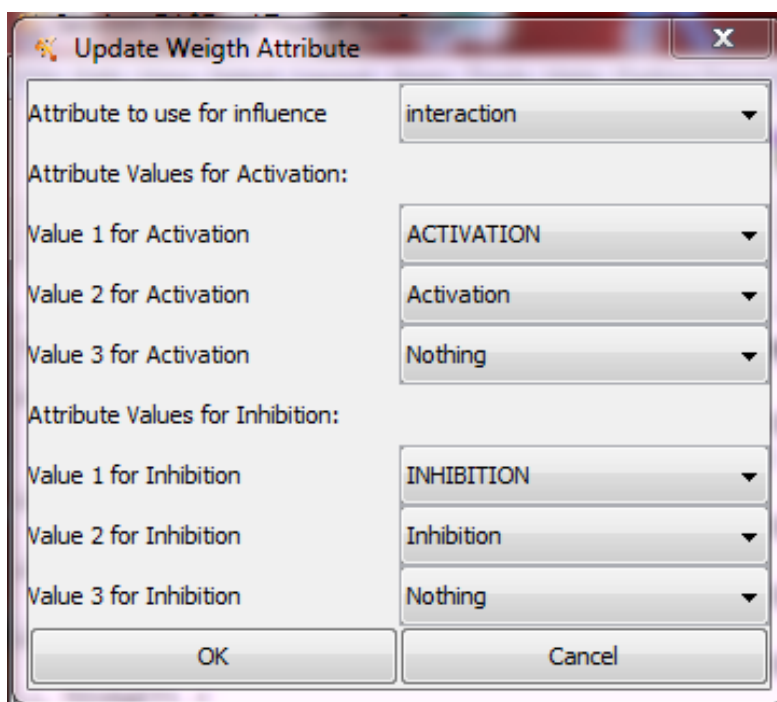 Update Weigth Attribute
X
Attribute to use for influence interaction
Attribute Values for Activation:
Value 1 for Activation ACTIVATION
Value 2 for Activation Activation
Value 3 for Activation Nothing
Attribute Values for Inhibition:
Value 1 for Inhibition INHIBITION
Value 2 for Inhibition Inhibition
Value 3 for Inhibition Nothing
OK Cancel